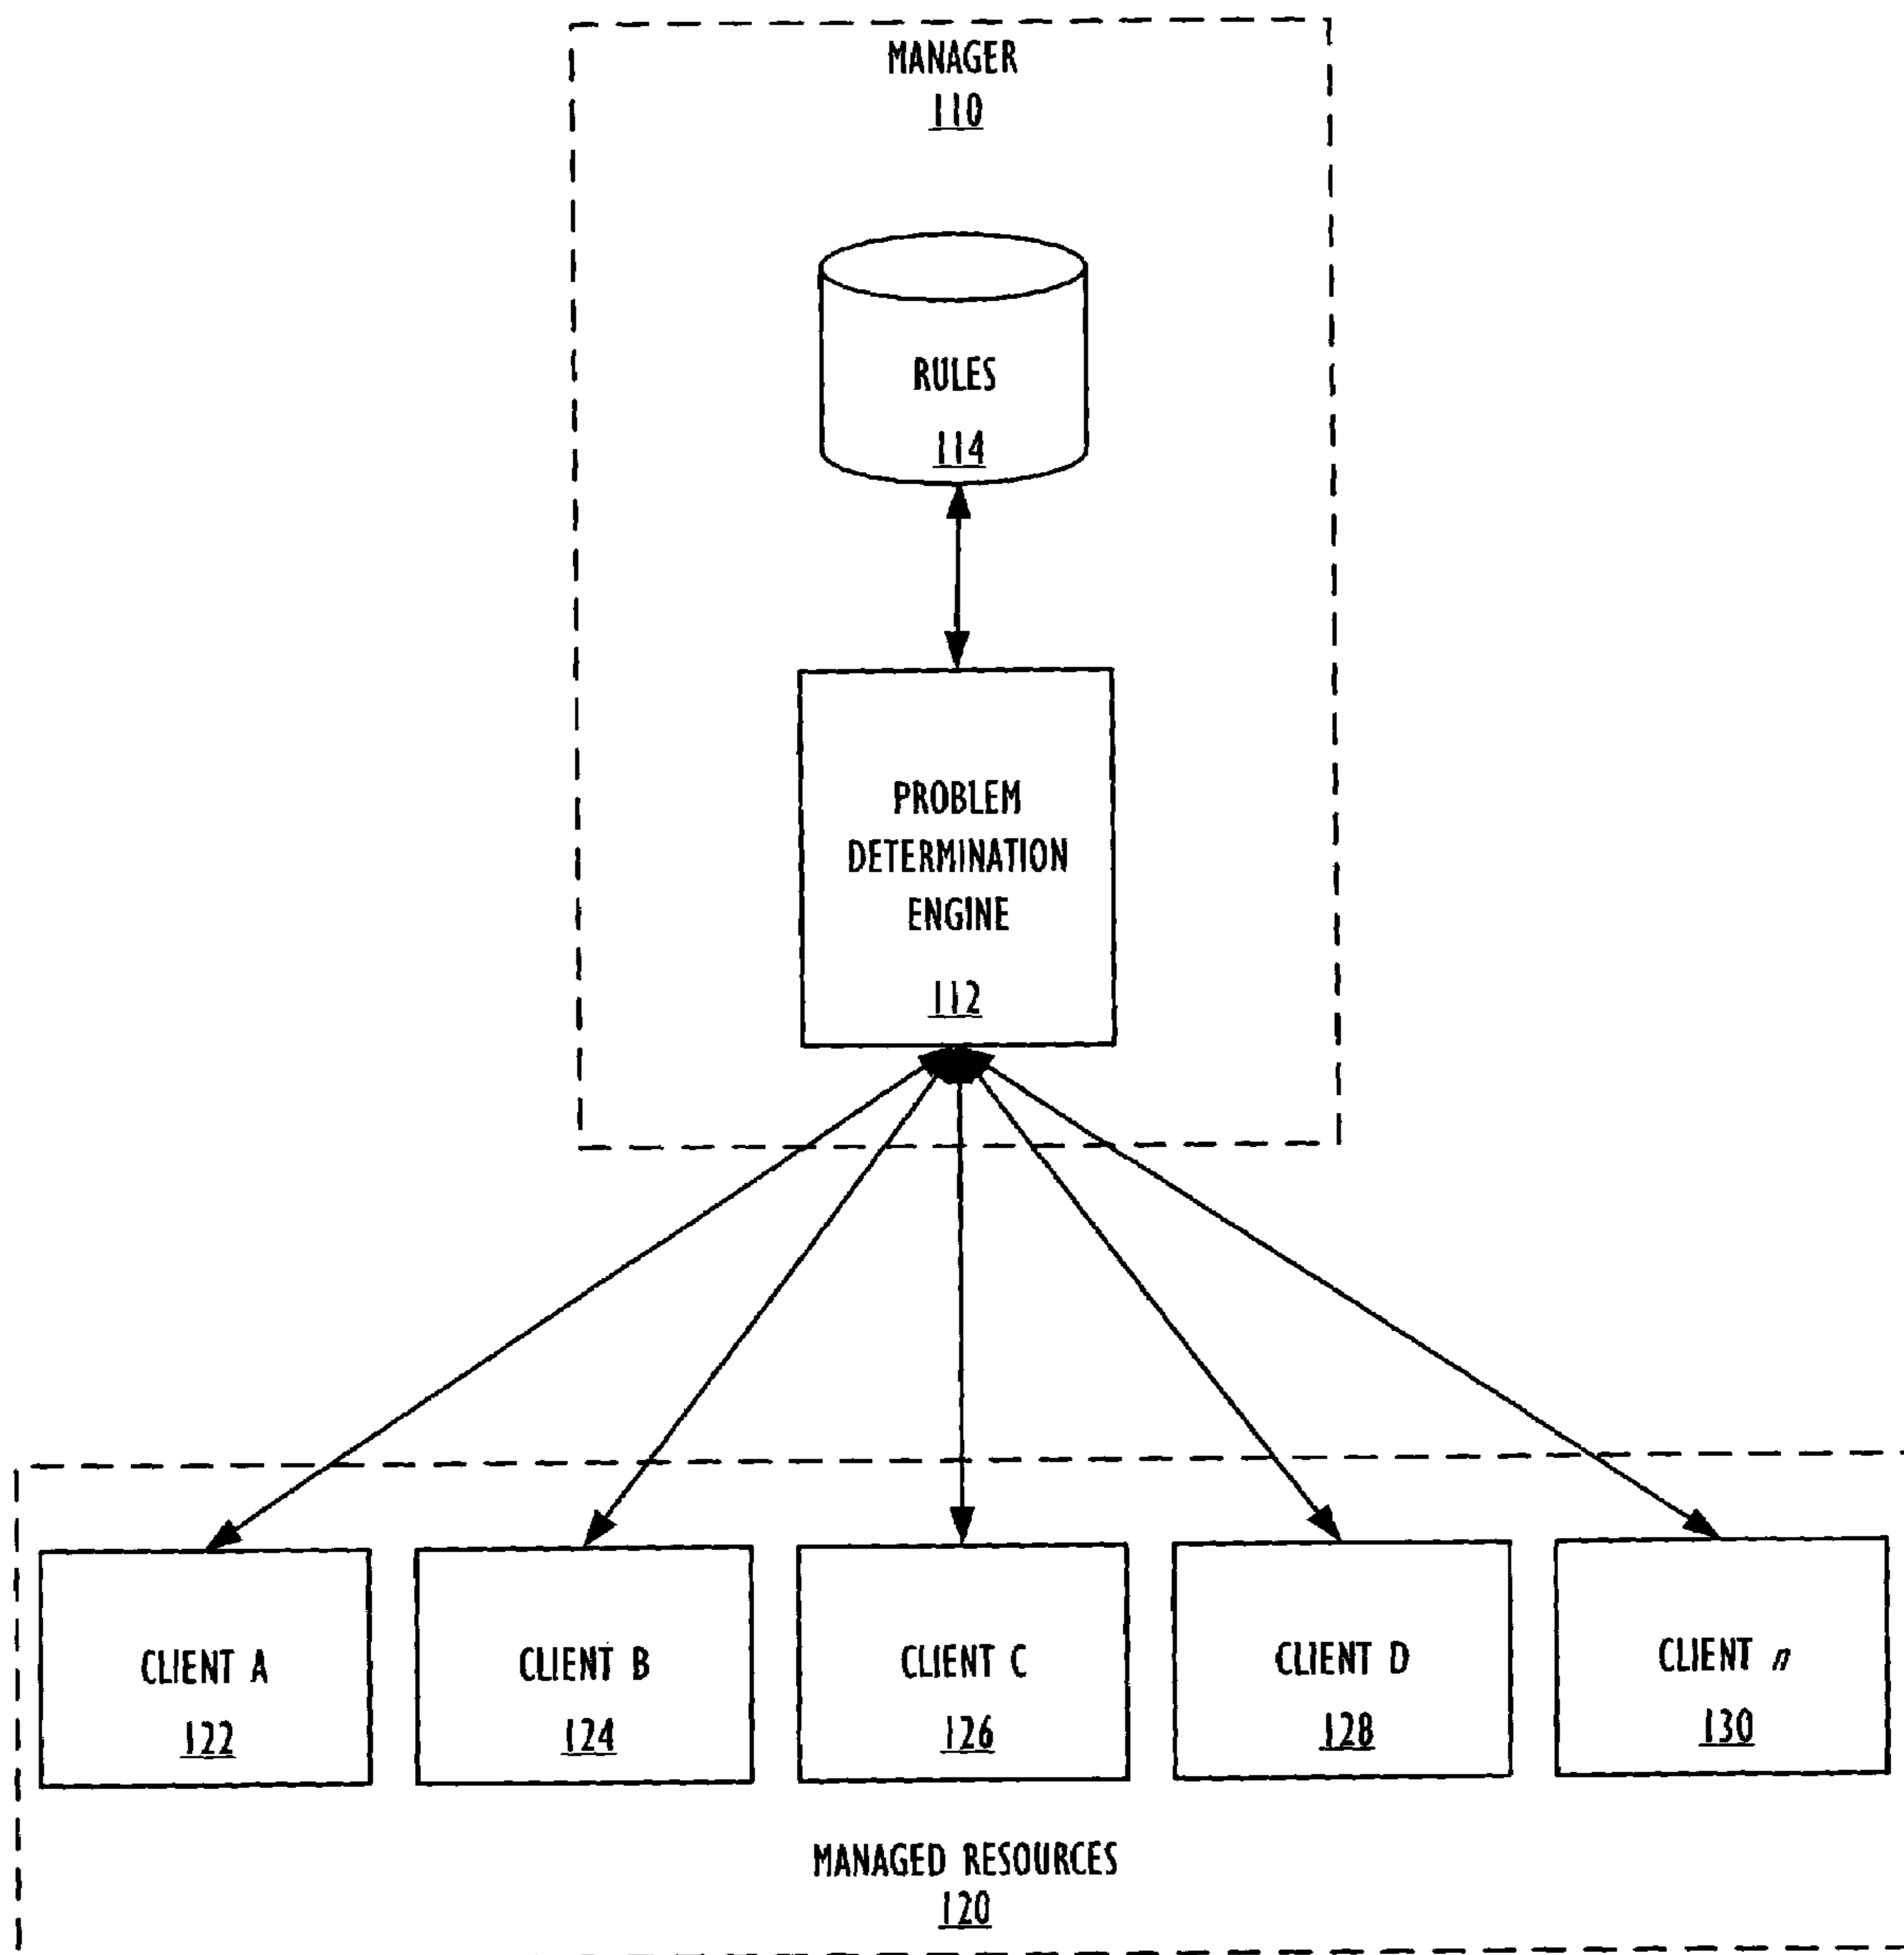 MANAGER
110
RULES
114
PROBLEM
DETERMINATION
ENGINE
112
CLIENT A
122
CLIENT B
124
CLIENT C
126
CLIENT D
128
CLIENT n
130
MANAGED RESOURCES
120